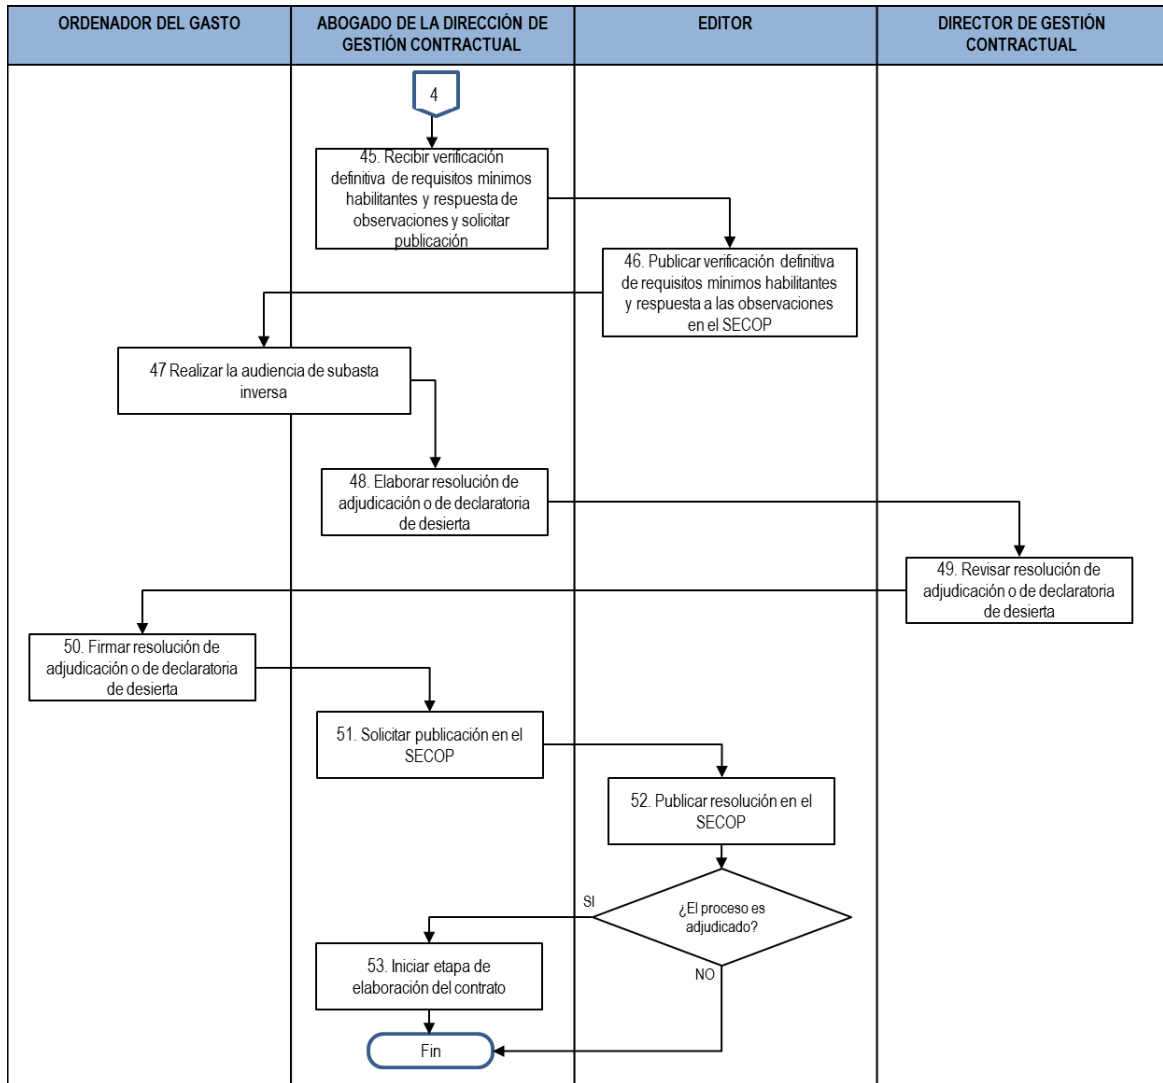 ORDENADOR DEL GASTO
ABOGADO DE LA DIRECCIÓN DE
GESTIÓN CONTRACTUAL
EDITOR
DIRECTOR DE GESTIÓN
CONTRACTUAL
4
45. Recibir verificación
definitiva de requisitos mínimos
habilitantes y respuesta de
observaciones y solicitar
publicación
46. Publicar verificación definitiva
de requisitos mínimos habilitantes
y respuesta a las observaciones
en el SECOP
47 Realizar la audiencia de subasta
inversa
48. Elaborar resolución de
adjudicación o de declaratoria
de desierta
49. Revisar resolución de
adjudicación o de declaratoria
de desierta
50. Firmar resolución de
adjudicación o de declaratoria
de desierta
51. Solicitar publicación en el
SECOP
52. Publicar resolución en el
SECOP
¿El proceso es
adjudicado?
SI
NO
53. Iniciar etapa de
elaboración del contrato
Fin